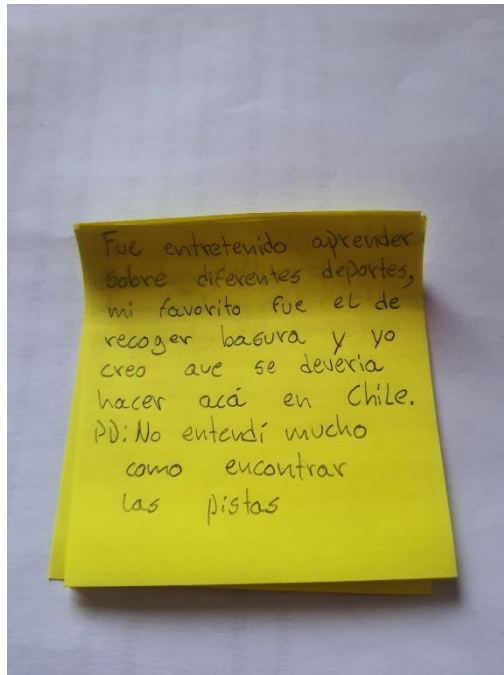 Fue entretenido aprender
sobre diferentes deportes,
mi favorito fue el de
recoger basura y yo
creo que se deveria
hacer acá en Chile.
PD: No entendí mucho
como encontrar
las pistas